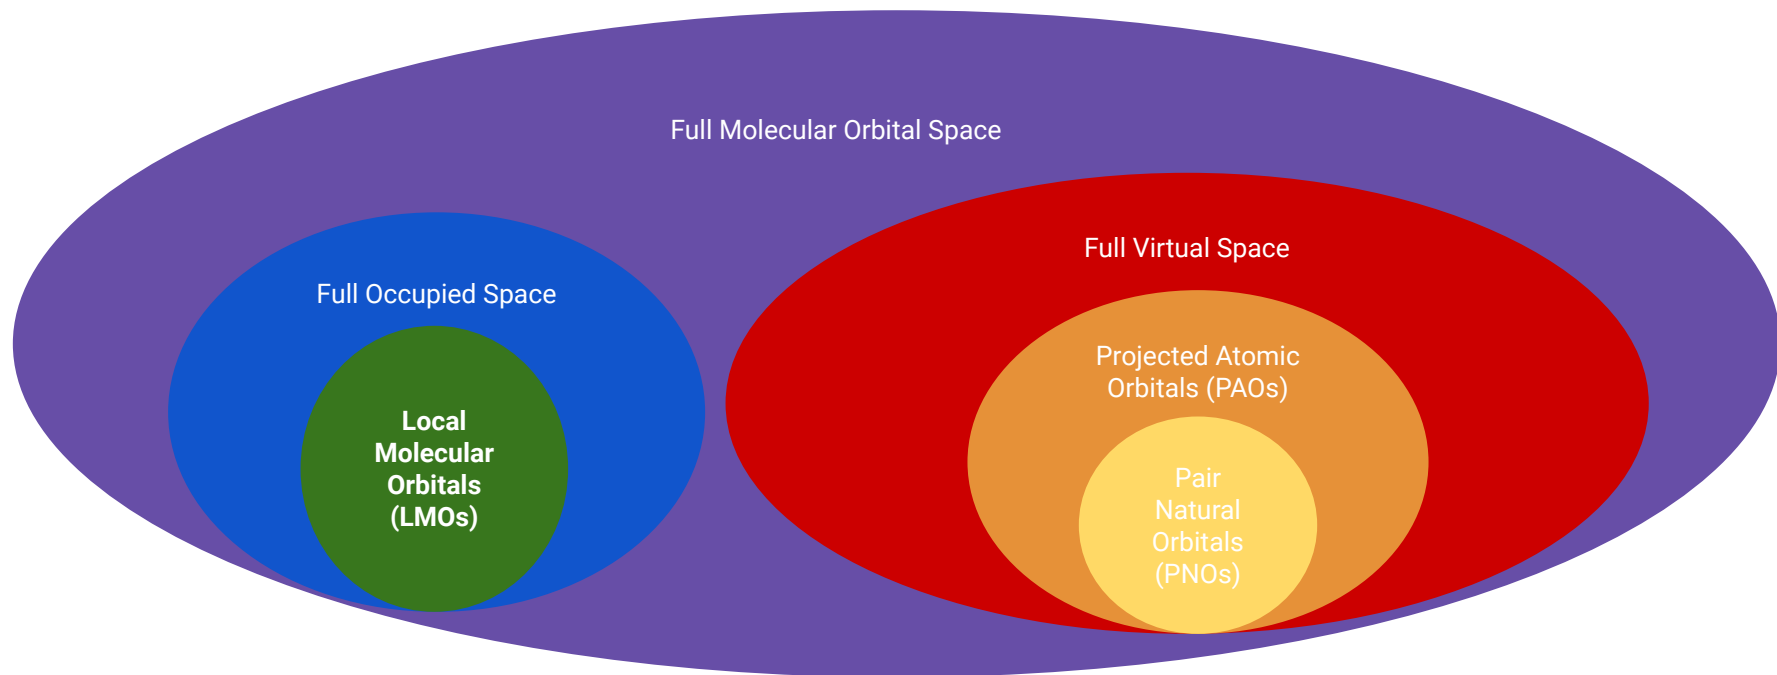 Full Molecular Orbital Space
Full Virtual Space
Full Occupied Space
Projected Atomic
Orbitals (PAOs)
Local
Molecular
Orbitals
(LMOs)
Pair
Natural
Orbitals
(PNOs)